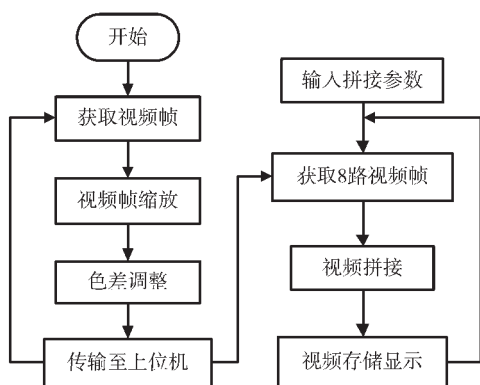 开始
获取视频帧
视频帧缩放
色差调整
传输至上位机
输入拼接参数
获取8路视频帧
视频拼接
视频存储显示